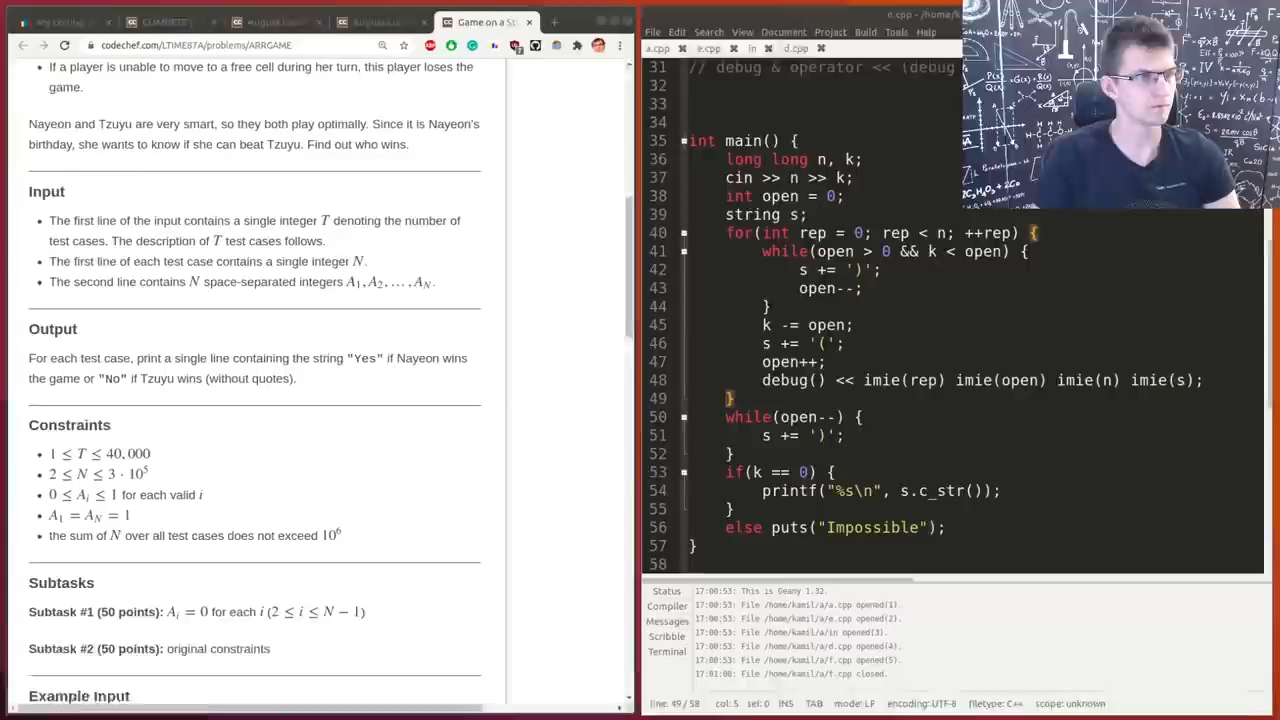 Game on a St
codechef.com/LTIME87A/problems/ARRGAME
If a player is unable to move to a free cell during her turn, this player loses the
game.
Nayeon and Tzuyu are very smart, so they both play optimally. Since it is Nayeon's
birthday, she wants to know if she can beat Tzuyu. Find out who wins.
Input
The first line of the input contains a single integer T denoting the number of
test cases. The description of T test cases follows.
The first line of each test case contains a single integer N.
The second line contains N space-separated integers A1, A2, …, AN.
Output
For each test case, print a single line containing the string "Yes" if Nayeon wins
the game or "No" if Tzuyu wins (without quotes).
Constraints
1 ≤ T ≤ 40,000
2 ≤ N ≤ 3 · 10^5
0 ≤ Ai ≤ 1 for each valid i
A1 = AN = 1
the sum of N over all test cases does not exceed 10^6
Subtasks
Subtask #1 (50 points): Ai = 0 for each i (2 ≤ i ≤ N − 1)
Subtask #2 (50 points): original constraints
Example Input
e.cpp - /home/k
File Edit Search View Document Project Build Tools Help
a.cpp e.cpp in d.cpp
31 // debug & operator << (debug
32
33
34
35 int main() {
36 long long n, k;
37 cin >> n >> k;
38 int open = 0;
39 string s;
40 for(int rep = 0; rep < n; ++rep) {
41 while(open > 0 && k < open) {
42 s += ')';
43 open--;
44 }
45 k -= open;
46 s += '(';
47 open++;
48 debug() << imie(rep) imie(open) imie(n) imie(s);
49 }
50 while(open--) {
51 s += ')';
52 }
53 if(k == 0) {
54 printf("%s\n", s.c_str());
55 }
56 else puts("Impossible");
57 }
58
Status
Compiler
Messages
Scribble
Terminal
17:00:53: This is Geany 1.32.
17:00:53: File /home/kamil/a/a.cpp opened(1).
17:00:53: File /home/kamil/a/e.cpp opened(2).
17:00:53: File /home/kamil/a/in opened(3).
17:00:53: File /home/kamil/a/d.cpp opened(4).
17:00:53: File /home/kamil/a/f.cpp opened(5).
17:01:00: File /home/kamil/a/f.cpp closed.
line: 49 / 58 col: 5 sel: 0 INS TAB mode: LF encoding: UTF-8 filetype: C++ scope: unknown